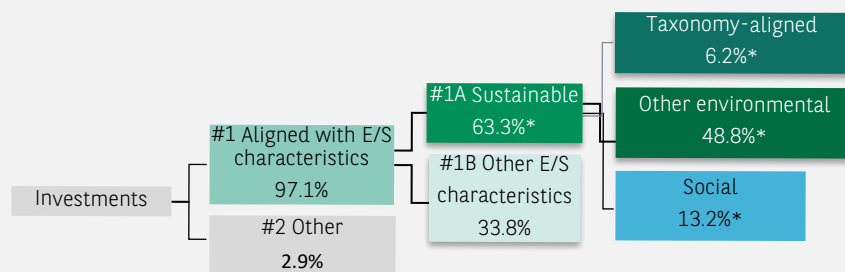 Investments
#1 Aligned with E/S
characteristics
97.1%
#2 Other
2.9%
#1A Sustainable
63.3%*
#1B Other E/S
characteristics
33.8%
Taxonomy-aligned
6.2%*
Other environmental
48.8%*
Social
13.2%*